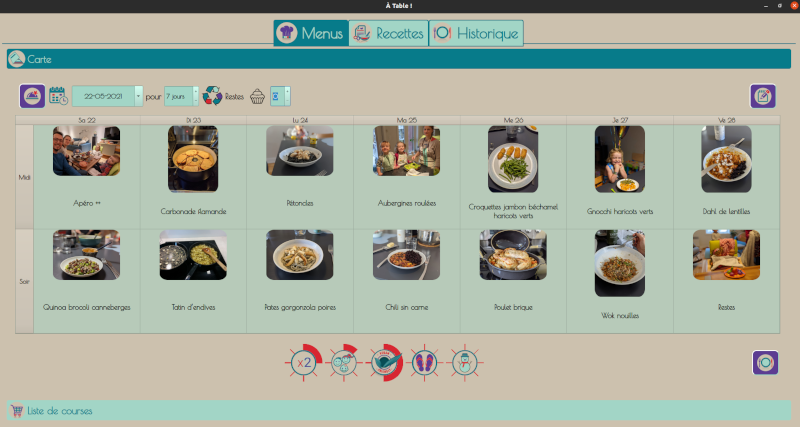 À Table !
Menus
Recettes
Historique
Carte
22-05-2021
pour
7 jours
Restes
Sa 22
Di 23
Lu 24
Ma 25
Me 26
Je 27
Ve 28
Midi
Apéro **
Carbonade flamande
Pétoncles
Aubergines roulées
Croquettes jambon béchamel
haricots verts
Gnocchi haricots verts
Dahl de lentilles
Soir
Quinoa brocoli canneberges
Tatin d'endives
Pates gorgonzola poires
Chili sin carne
Poulet brique
Wok nouilles
Restes
x2
Liste de courses